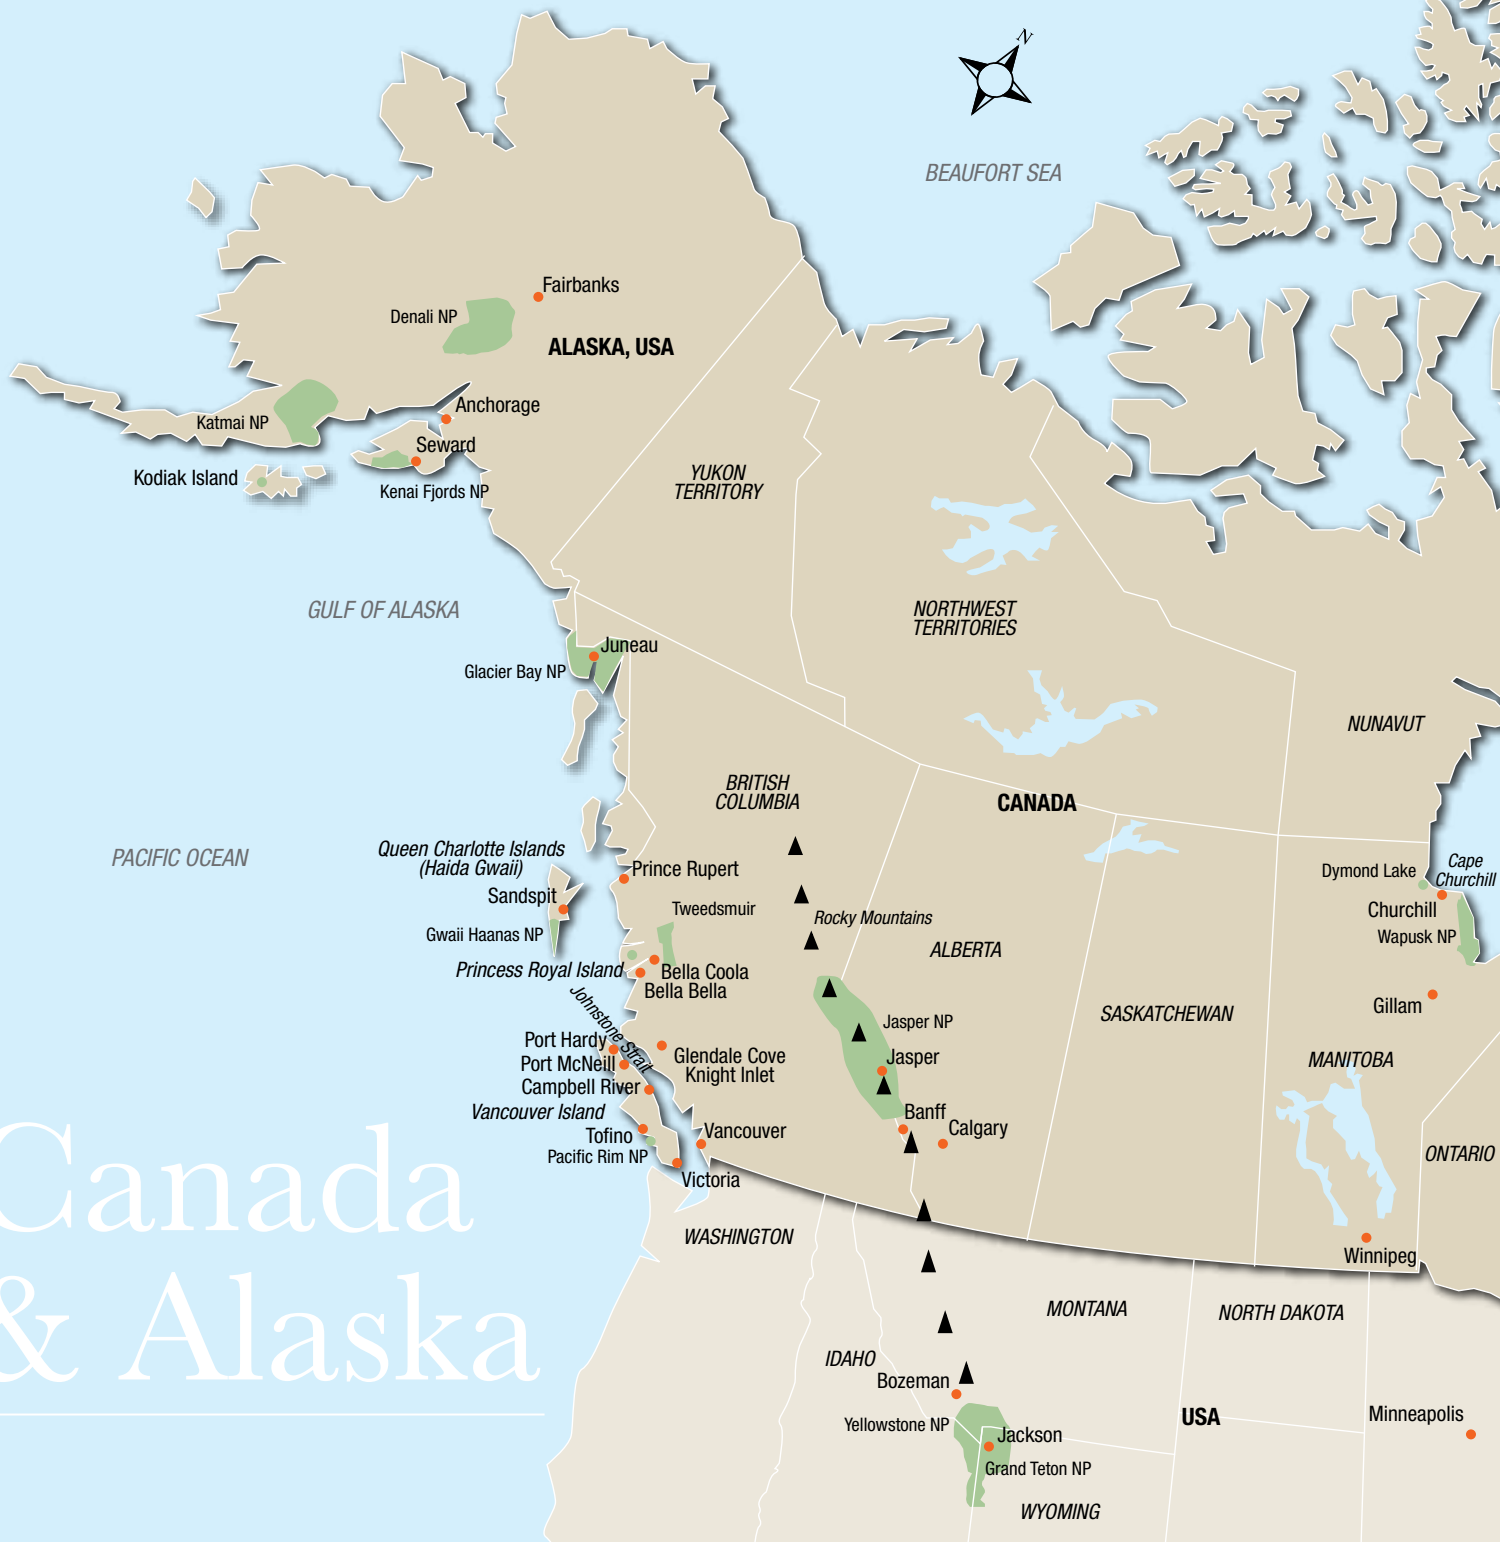 N
BEAUFORT SEA
Fairbanks
Denali NP
ALASKA, USA
Anchorage
Katmai NP
Seward
Kodiak Island
Kenai Fjords NP
YUKON
TERRITORY
GULF OF ALASKA
NORTHWEST
TERRITORIES
Juneau
Glacier Bay NP
NUNAVUT
BRITISH
COLUMBIA
CANADA
PACIFIC OCEAN
Queen Charlotte Islands
(Haida Gwaii)
Prince Rupert
Sandspit
Tweedsmuir
Gwaii Haanas NP
Rocky Mountains
ALBERTA
Dymond Lake
Cape
Churchill
Churchill
Wapusk NP
Princess Royal Island
Bella Coola
Bella Bella
Johnstone Strait
Gillam
SASKATCHEWAN
Jasper NP
Jasper
Port Hardy
Port McNeill
Campbell River
Glendale Cove
Knight Inlet
MANITOBA
Vancouver Island
Tofino
Pacific Rim NP
Vancouver
Victoria
Banff
Calgary
ONTARIO
Canada
& Alaska
WASHINGTON
Winnipeg
MONTANA
NORTH DAKOTA
IDAHO
Bozeman
Yellowstone NP
USA
Minneapolis
Jackson
Grand Teton NP
WYOMING